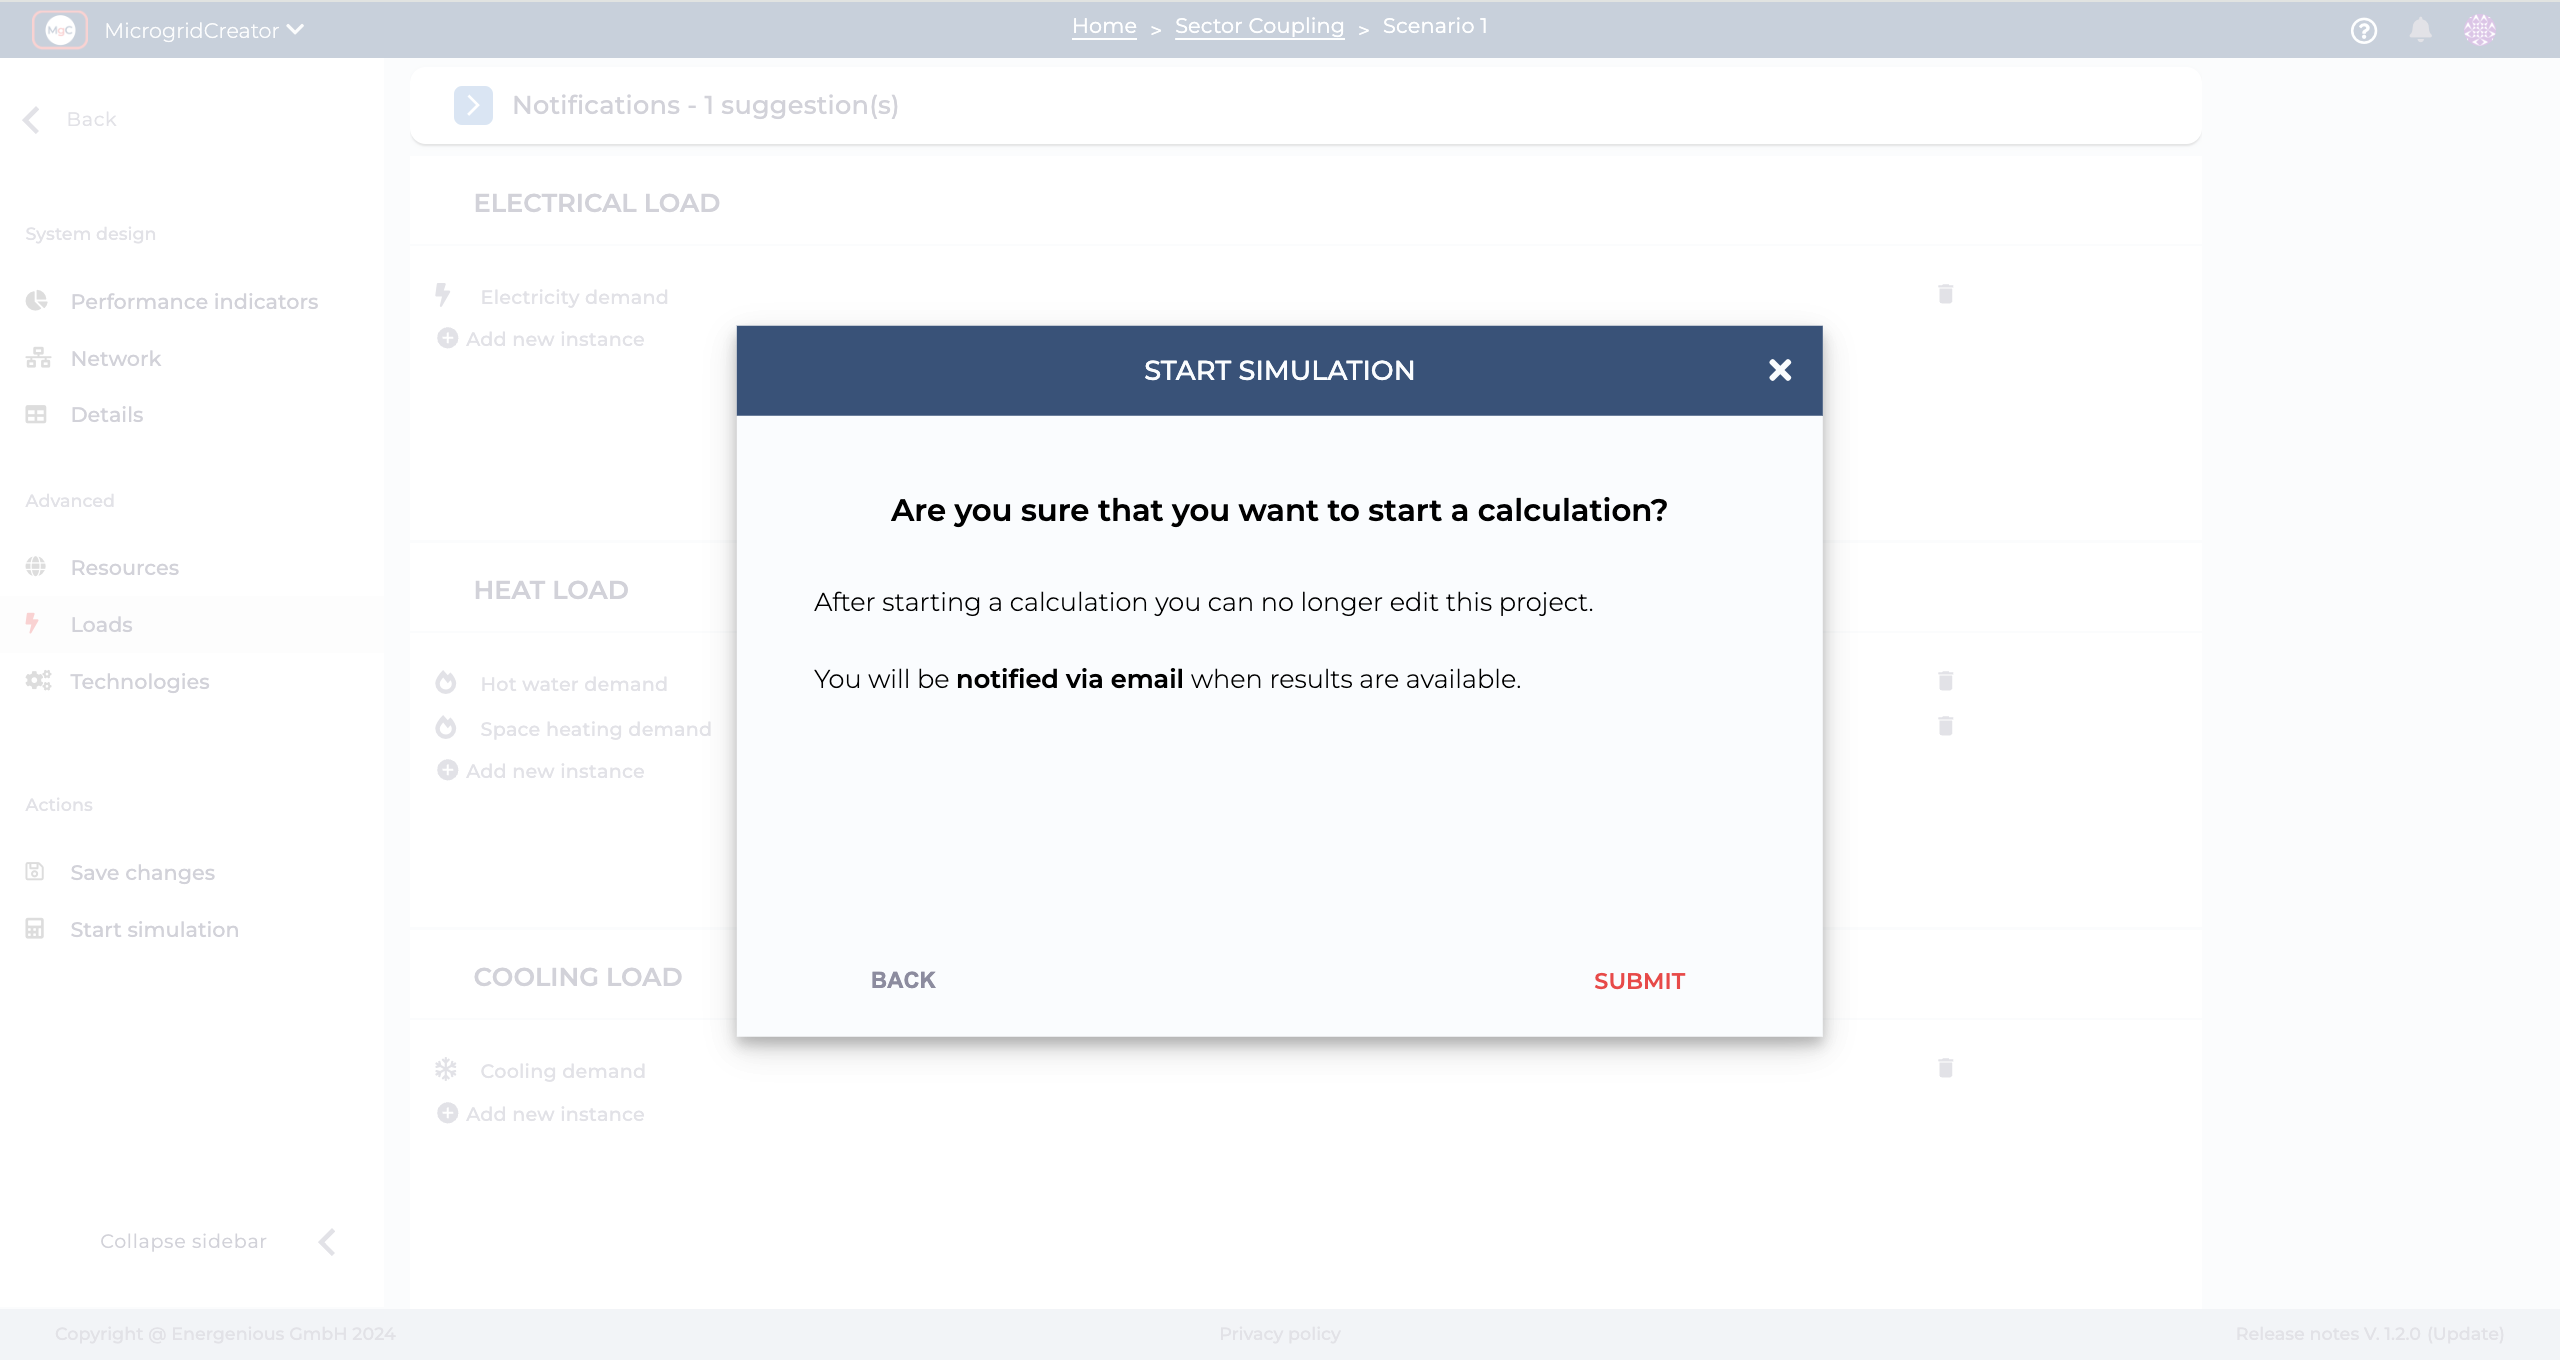 MgC
MicrogridCreator
Home > Sector Coupling > Scenario 1
Back
Notifications - 1 suggestion(s)
System design
Performance indicators
Network
Details
Advanced
Resources
Loads
Technologies
Actions
Save changes
Start simulation
Collapse sidebar
ELECTRICAL LOAD
Electricity demand
Add new instance
HEAT LOAD
Hot water demand
Space heating demand
Add new instance
COOLING LOAD
Cooling demand
Add new instance
START SIMULATION
Are you sure that you want to start a calculation?
After starting a calculation you can no longer edit this project.
You will be notified via email when results are available.
BACK
SUBMIT
Copyright @ Energenious GmbH 2024
Privacy policy
Release notes V. 1.2.0 (Update)